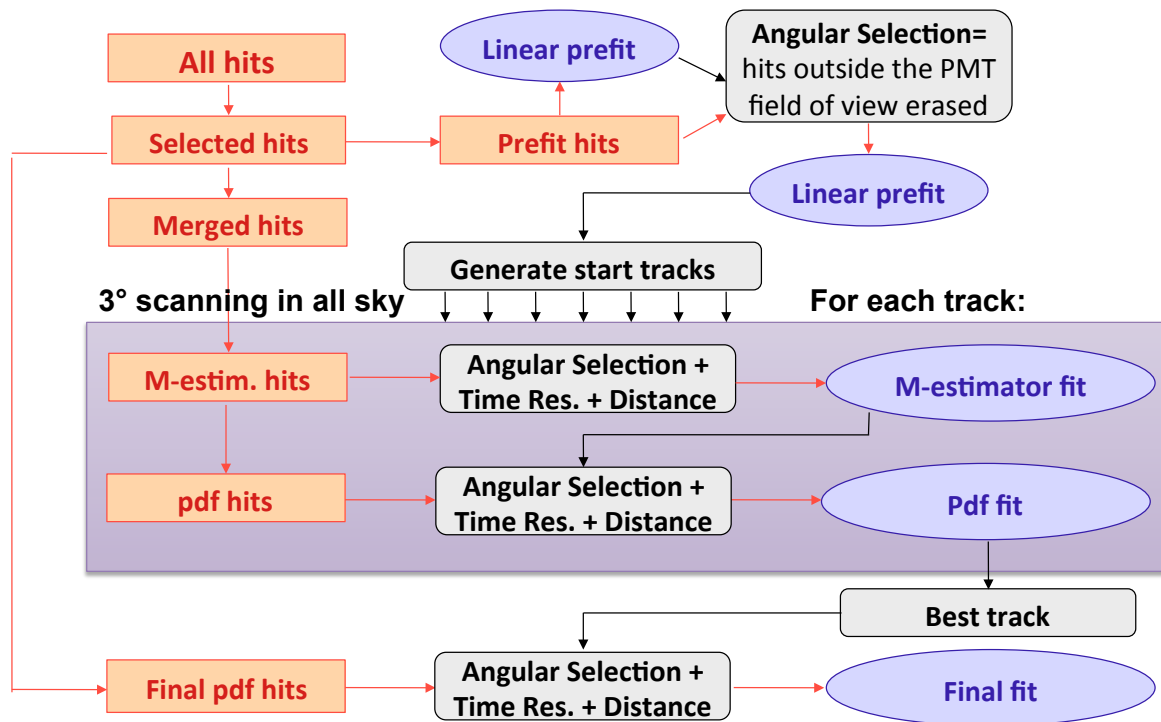 All hits
Linear prefit
Angular Selection=
hits outside the PMT
field of view erased
Selected hits
Prefit hits
Linear prefit
Merged hits
Generate start tracks
3° scanning in all sky
For each track:
M-estim. hits
Angular Selection +
Time Res. + Distance
M-estimator fit
pdf hits
Angular Selection +
Time Res. + Distance
Pdf fit
Best track
Final pdf hits
Angular Selection +
Time Res. + Distance
Final fit